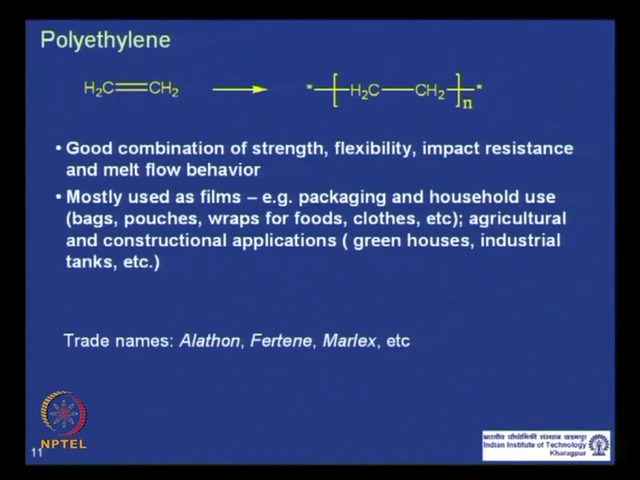 Polyethylene
H₂C=CH₂ → *-[-H₂C—CH₂-]n-*
• Good combination of strength, flexibility, impact resistance
and melt flow behavior
• Mostly used as films – e.g. packaging and household use
(bags, pouches, wraps for foods, clothes, etc); agricultural
and constructional applications ( green houses, industrial
tanks, etc.)
Trade names: Alathon, Fertene, Marlex, etc
NPTEL
11
भारतीय प्रौद्योगिकी संस्थान खड़गपुर
Indian Institute of Technology
Kharagpur